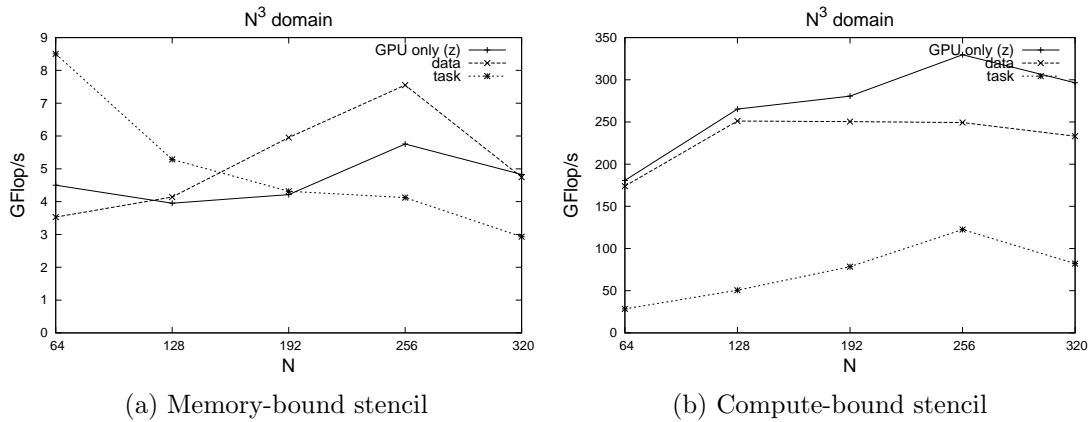 N³ domain
GPU only (z)
data
task
9
8
7
6
5
4
3
2
1
0
GFlop/s
64 128 192 256 320
N
(a) Memory-bound stencil
N³ domain
GPU only (z)
data
task
350
300
250
200
150
100
50
0
GFlop/s
64 128 192 256 320
N
(b) Compute-bound stencil